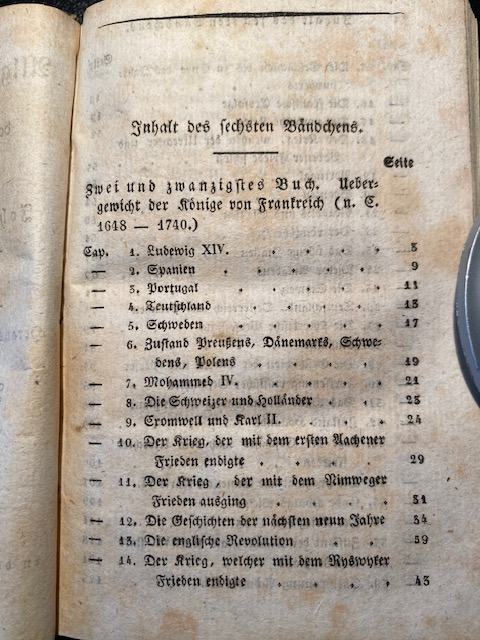 Inhalt des sechsten Bändchens.
Seite
Zwei und zwanzigstes Buch. Ueber-
gewicht der Könige von Frankreich (n. C.
1648 — 1740.)
Cap. 1. Ludewig XIV. . . . . 3
— 2. Spanien . . . . . 9
— 3. Portugal . . . . . 11
— 4. Teutschland . . . . 13
— 5. Schweden . . . . . 17
— 6. Zustand Preußens, Dänemarks, Schwe-
dens, Polens . . . . 19
— 7. Mohammed IV. . . . . 21
— 8. Die Schweizer und Holländer . . . 23
— 9. Cromwell und Karl II. . . . 24
— 10. Der Krieg, der mit dem ersten Aachener
Frieden endigte . . . . 29
— 11. Der Krieg, der mit dem Nimweger
Frieden ausging . . . . 31
— 12. Die Geschichten der nächsten neun Jahre 34
— 13. Die englische Revolution . . . 39
— 14. Der Krieg, welcher mit dem Ryswyker
Frieden endigte . . . . 43